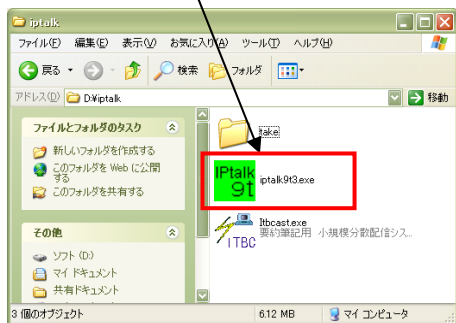 iptalk
ファイル(F) 編集(E) 表示(V) お気に入り(A) ツール(T) ヘルプ(H)
戻る 検索 フォルダ
アドレス(D) D:¥iptalk 移動
ファイルとフォルダのタスク
新しいフォルダを作成する
このフォルダを Web に公開
する
このフォルダを共有する
その他
ソフト (D:)
マイ ドキュメント
共有ドキュメント
take
IPtalk
9t
iptalk9t3.exe
ITBC
Itbcast.exe
要約筆記用 小規模分散配信シス...
3 個のオブジェクト 6.12 MB マイ コンピュータ